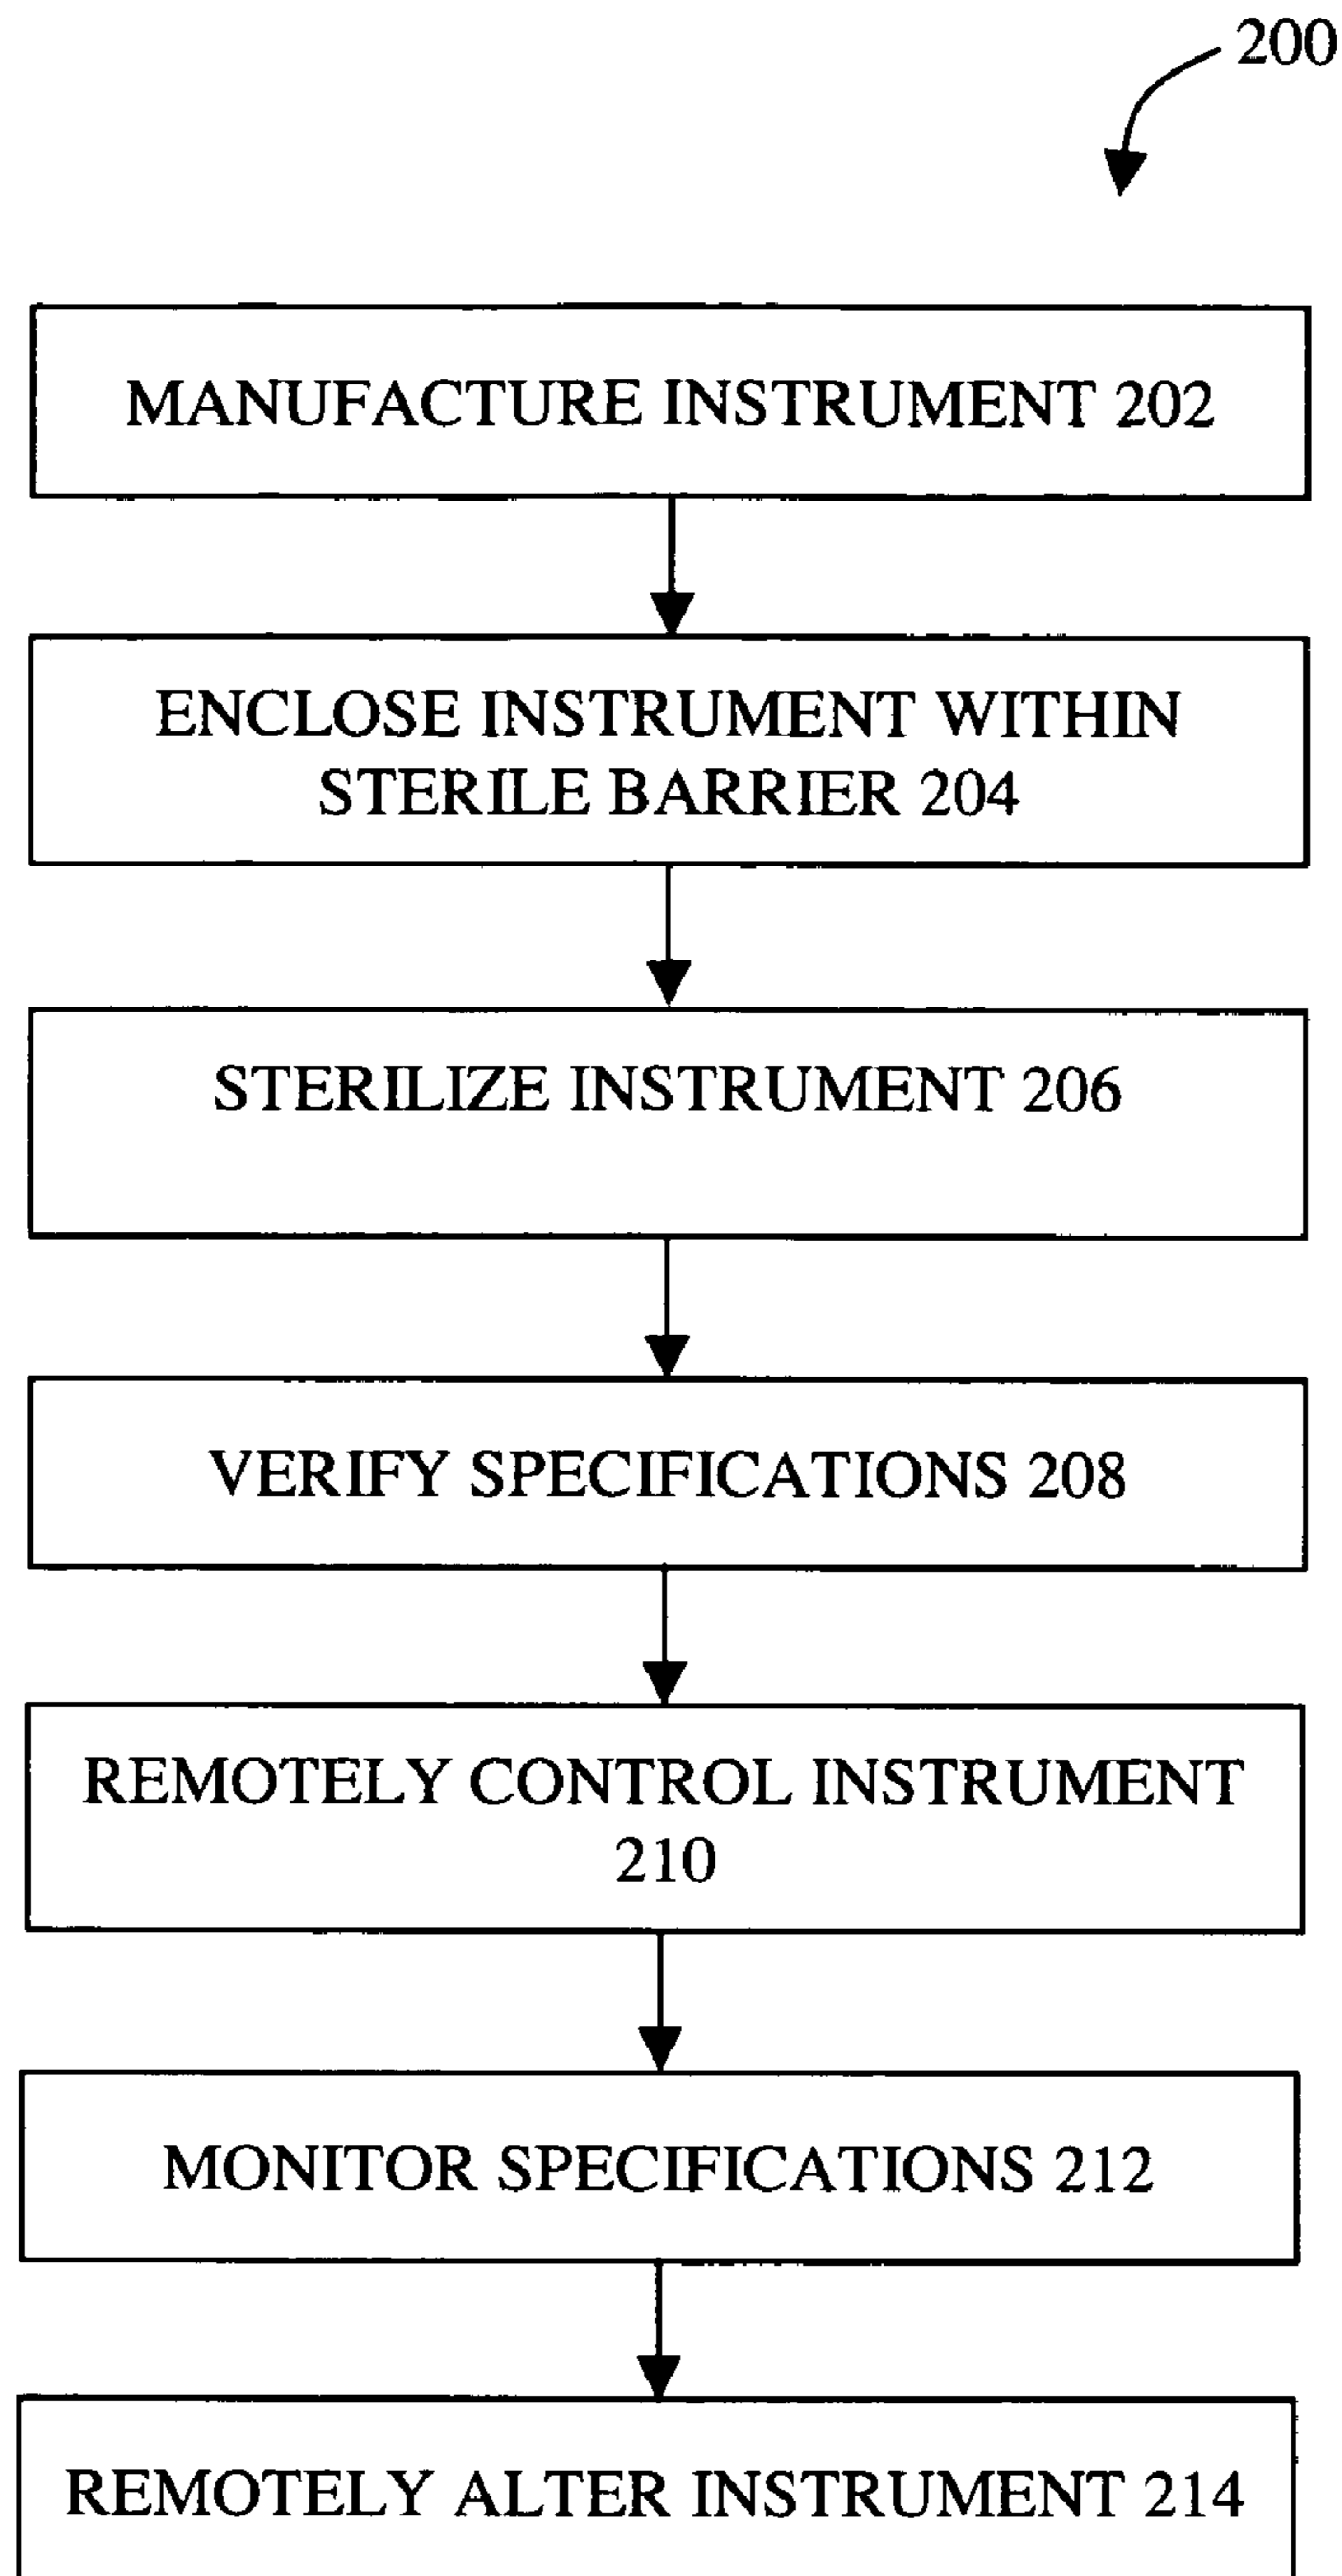 200
MANUFACTURE INSTRUMENT 202
ENCLOSE INSTRUMENT WITHIN
STERILE BARRIER 204
STERILIZE INSTRUMENT 206
VERIFY SPECIFICATIONS 208
REMOTELY CONTROL INSTRUMENT
210
MONITOR SPECIFICATIONS 212
REMOTELY ALTER INSTRUMENT 214